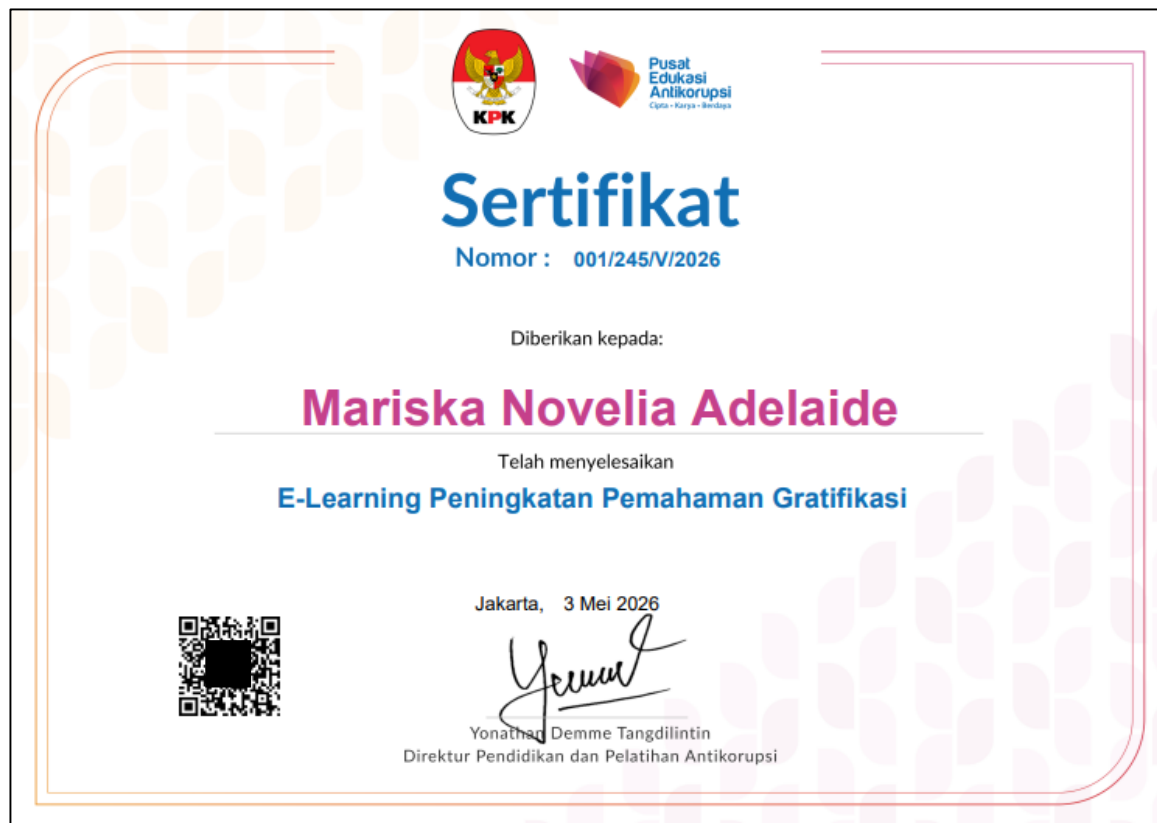 KPK
Pusat
Edukasi
Antikorupsi
Cipta - Karya - Berdaya
Sertifikat
Nomor : 001/245/V/2026
Diberikan kepada:
Mariska Novelia Adelaide
Telah menyelesaikan
E-Learning Peningkatan Pemahaman Gratifikasi
Jakarta, 3 Mei 2026
Yonathan Demme Tangdilintin
Direktur Pendidikan dan Pelatihan Antikorupsi